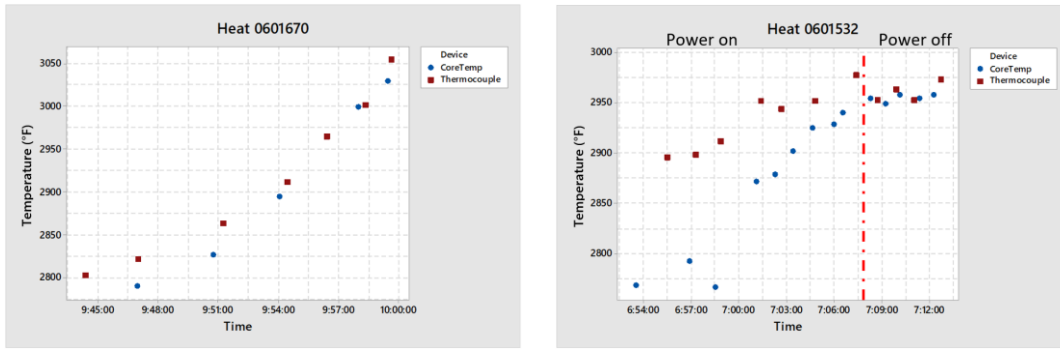 Heat 0601670
Device
CoreTemp
Thermocouple
Temperature (°F)
3050
3000
2950
2900
2850
2800
9:45:00 9:48:00 9:51:00 9:54:00 9:57:00 10:00:00
Time
Power on Heat 0601532 Power off
Device
CoreTemp
Thermocouple
Temperature (°F)
3000
2950
2900
2850
2800
6:54:00 6:57:00 7:00:00 7:03:00 7:06:00 7:09:00 7:12:00
Time